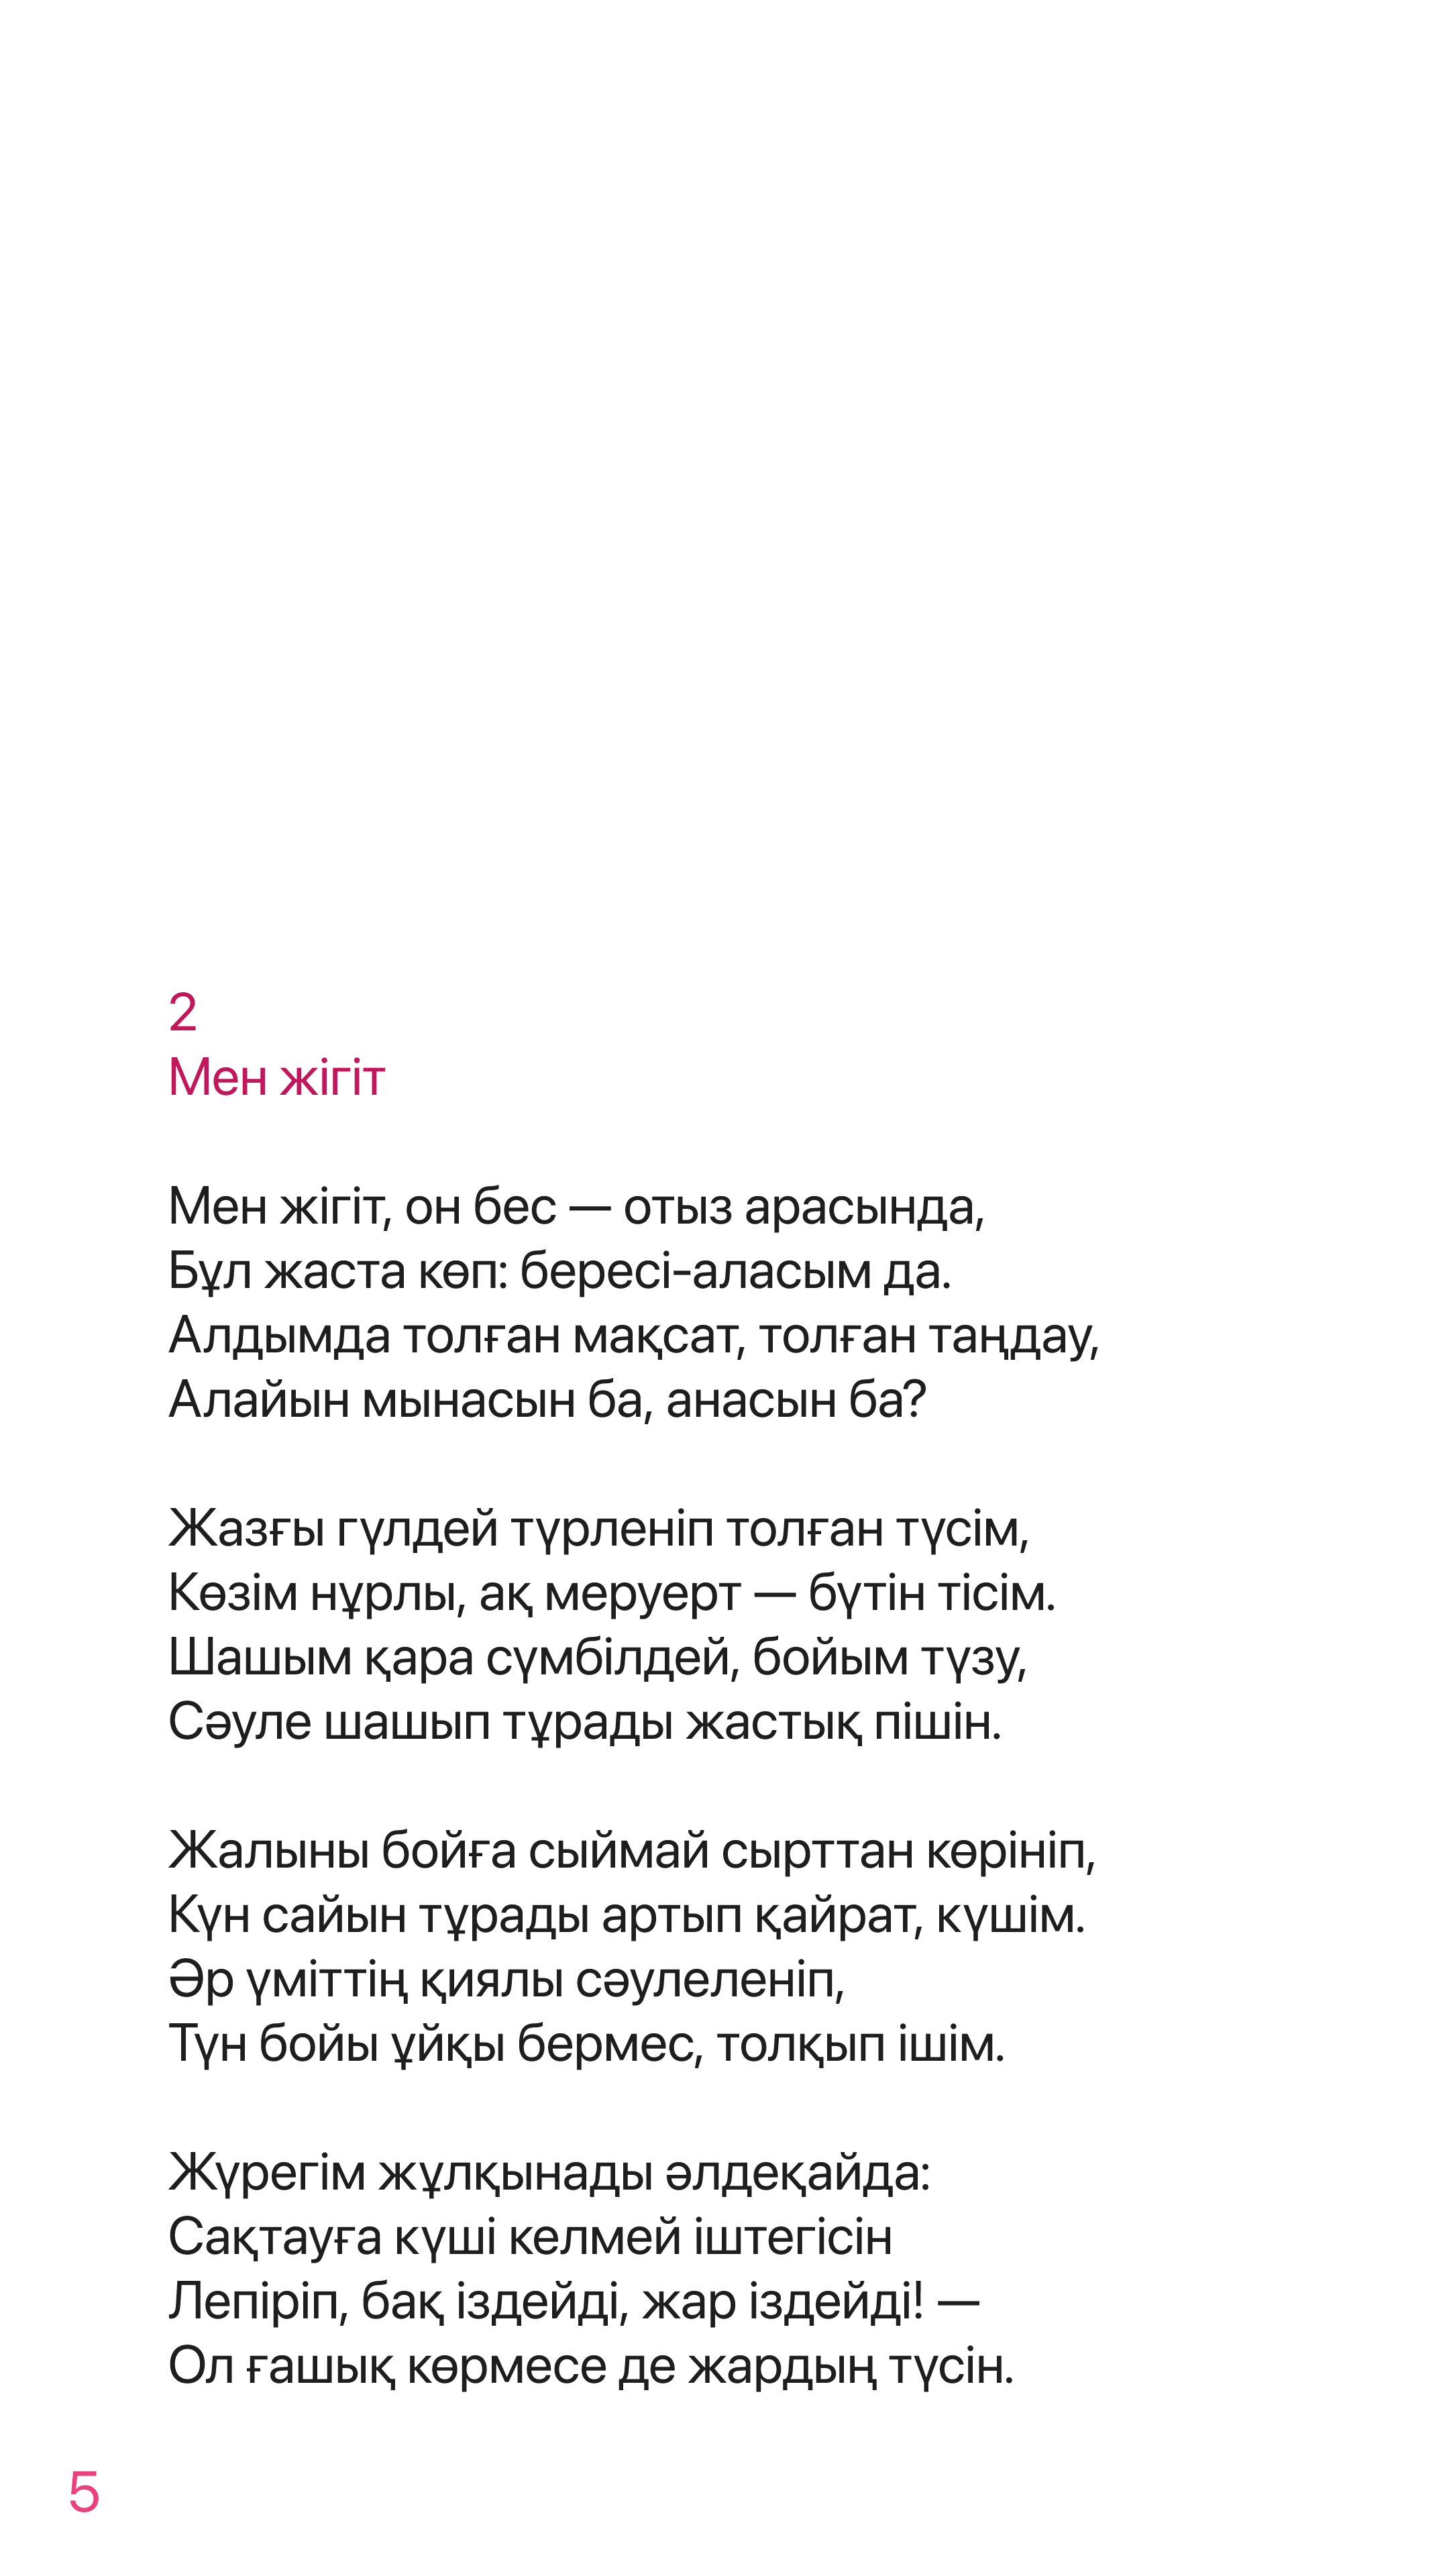 2
Мен жігіт
Мен жігіт, он бес — отыз арасында,
Бұл жаста көп: бересі-аласым да.
Алдымда толған мақсат, толған таңдау,
Алайын мынасын ба, анасын ба?
Жазғы гүлдей түрленіп толған түсім,
Көзім нұрлы, ақ меруерт — бүтін тісім.
Шашым қара сүмбілдей, бойым түзу,
Сәуле шашып тұрады жастық пішін.
Жалыны бойға сыймай сырттан көрініп,
Күн сайын тұрады артып қайрат, күшім.
Әр үміттің қиялы сәулеленіп,
Түн бойы ұйқы бермес, толқып ішім.
Жүрегім жұлқынады әлдеқайда:
Сақтауға күші келмей іштегісін
Лепіріп, бақ іздейді, жар іздейді! —
Ол ғашық көрмесе де жардың түсін.
5